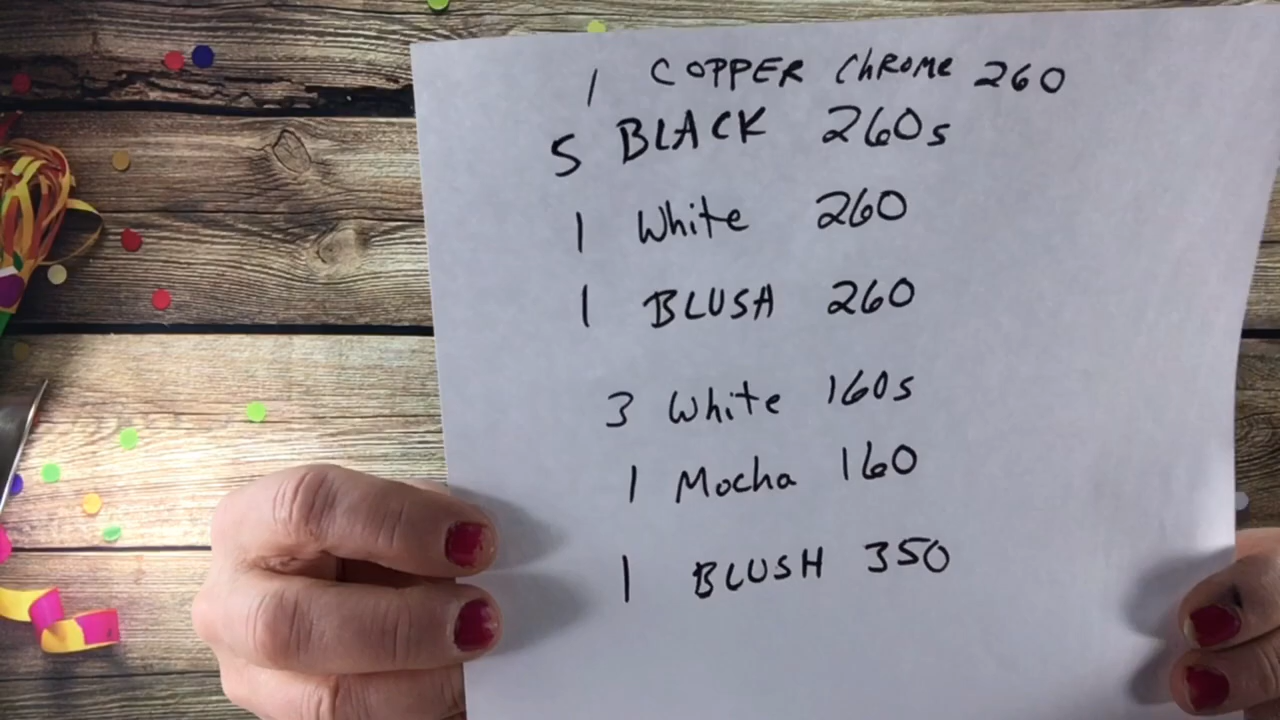 1 COPPER ChROME 260
5 BLACK 260s
1 White 260
1 BLUSH 260
3 White 160s
1 Mocha 160
1 BLUSH 350